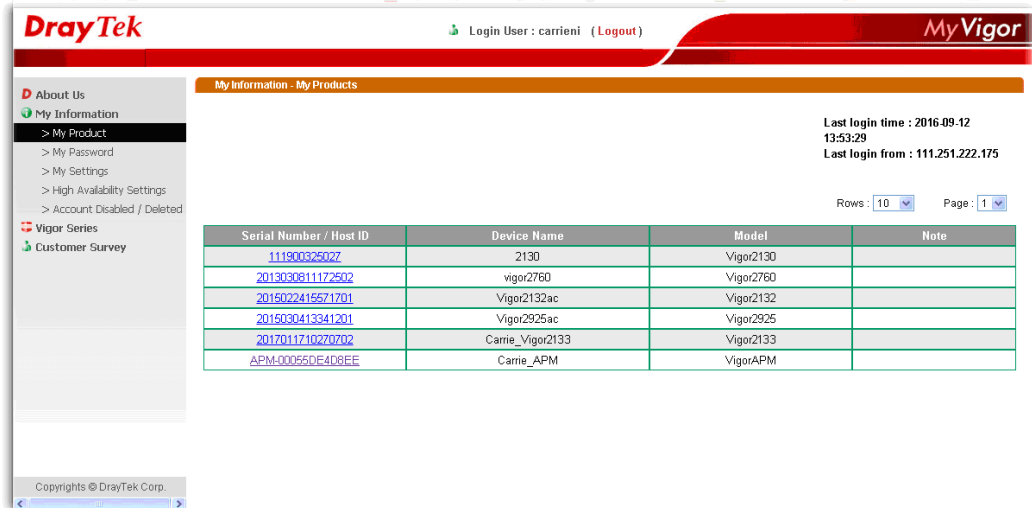 DrayTek
Login User : carrieni ( Logout )
MyVigor
About Us
My Information
> My Product
> My Password
> My Settings
> High Availability Settings
> Account Disabled / Deleted
Vigor Series
Customer Survey
Copyrights © DrayTek Corp.
My Information - My Products
Last login time : 2016-09-12
13:53:29
Last login from : 111.251.222.175
Rows : 10 Page : 1
Serial Number / Host ID Device Name Model Note
111900325027 2130 Vigor2130
2013030811172502 vigor2760 Vigor2760
2015022415571701 Vigor2132ac Vigor2132
2015030413341201 Vigor2925ac Vigor2925
2017011710270702 Carrie_Vigor2133 Vigor2133
APM-00055DE4D8EE Carrie_APM VigorAPM